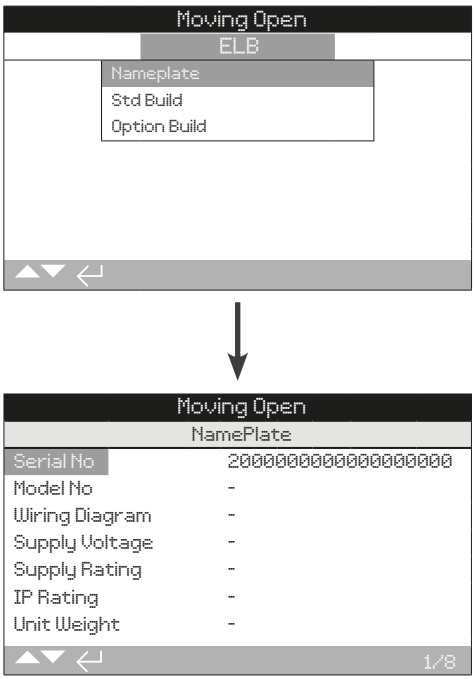 Moving Open
ELB
Nameplate
Std Build
Option Build
Moving Open
NamePlate
Serial No 20000000000000000000
Model No -
Wiring Diagram -
Supply Voltage -
Supply Rating -
IP Rating -
Unit Weight -
1/8